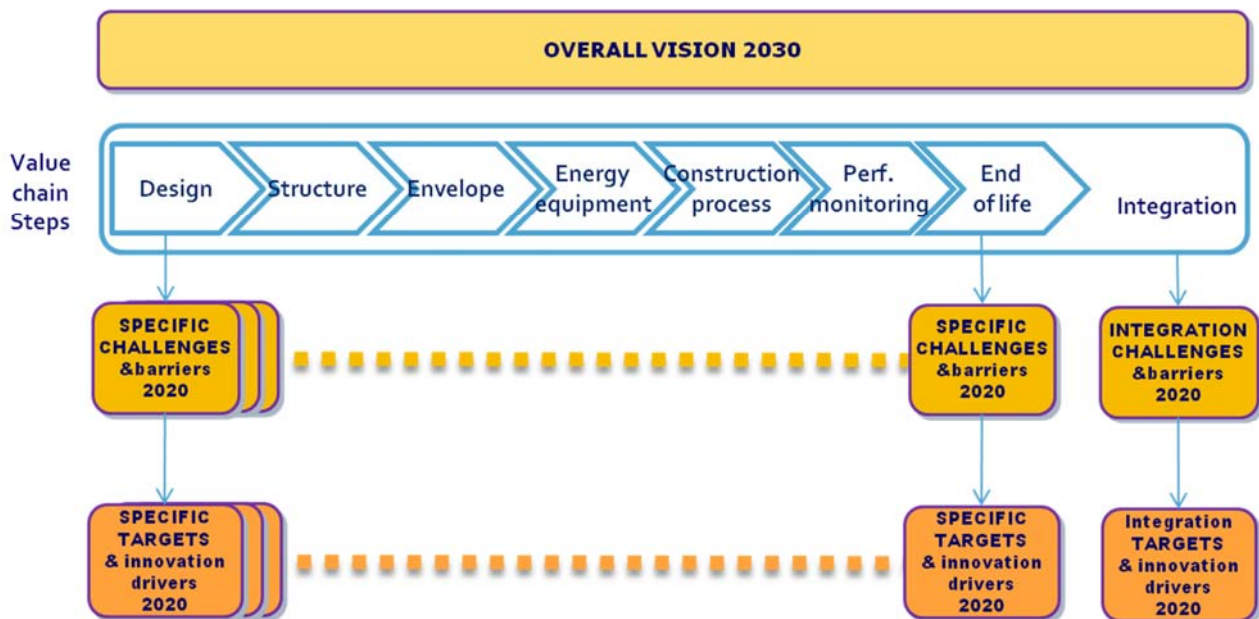 OVERALL VISION 2030
Value
chain
Steps
Design
Structure
Envelope
Energy
equipment
Construction
process
Perf.
monitoring
End
of life
Integration
SPECIFIC
CHALLENGES
&barriers
2020
SPECIFIC
CHALLENGES
&barriers
2020
INTEGRATION
CHALLENGES
&barriers
2020
SPECIFIC
TARGETS
& innovation
drivers
2020
SPECIFIC
TARGETS
& innovation
drivers
2020
Integration
TARGETS
& innovation
drivers
2020